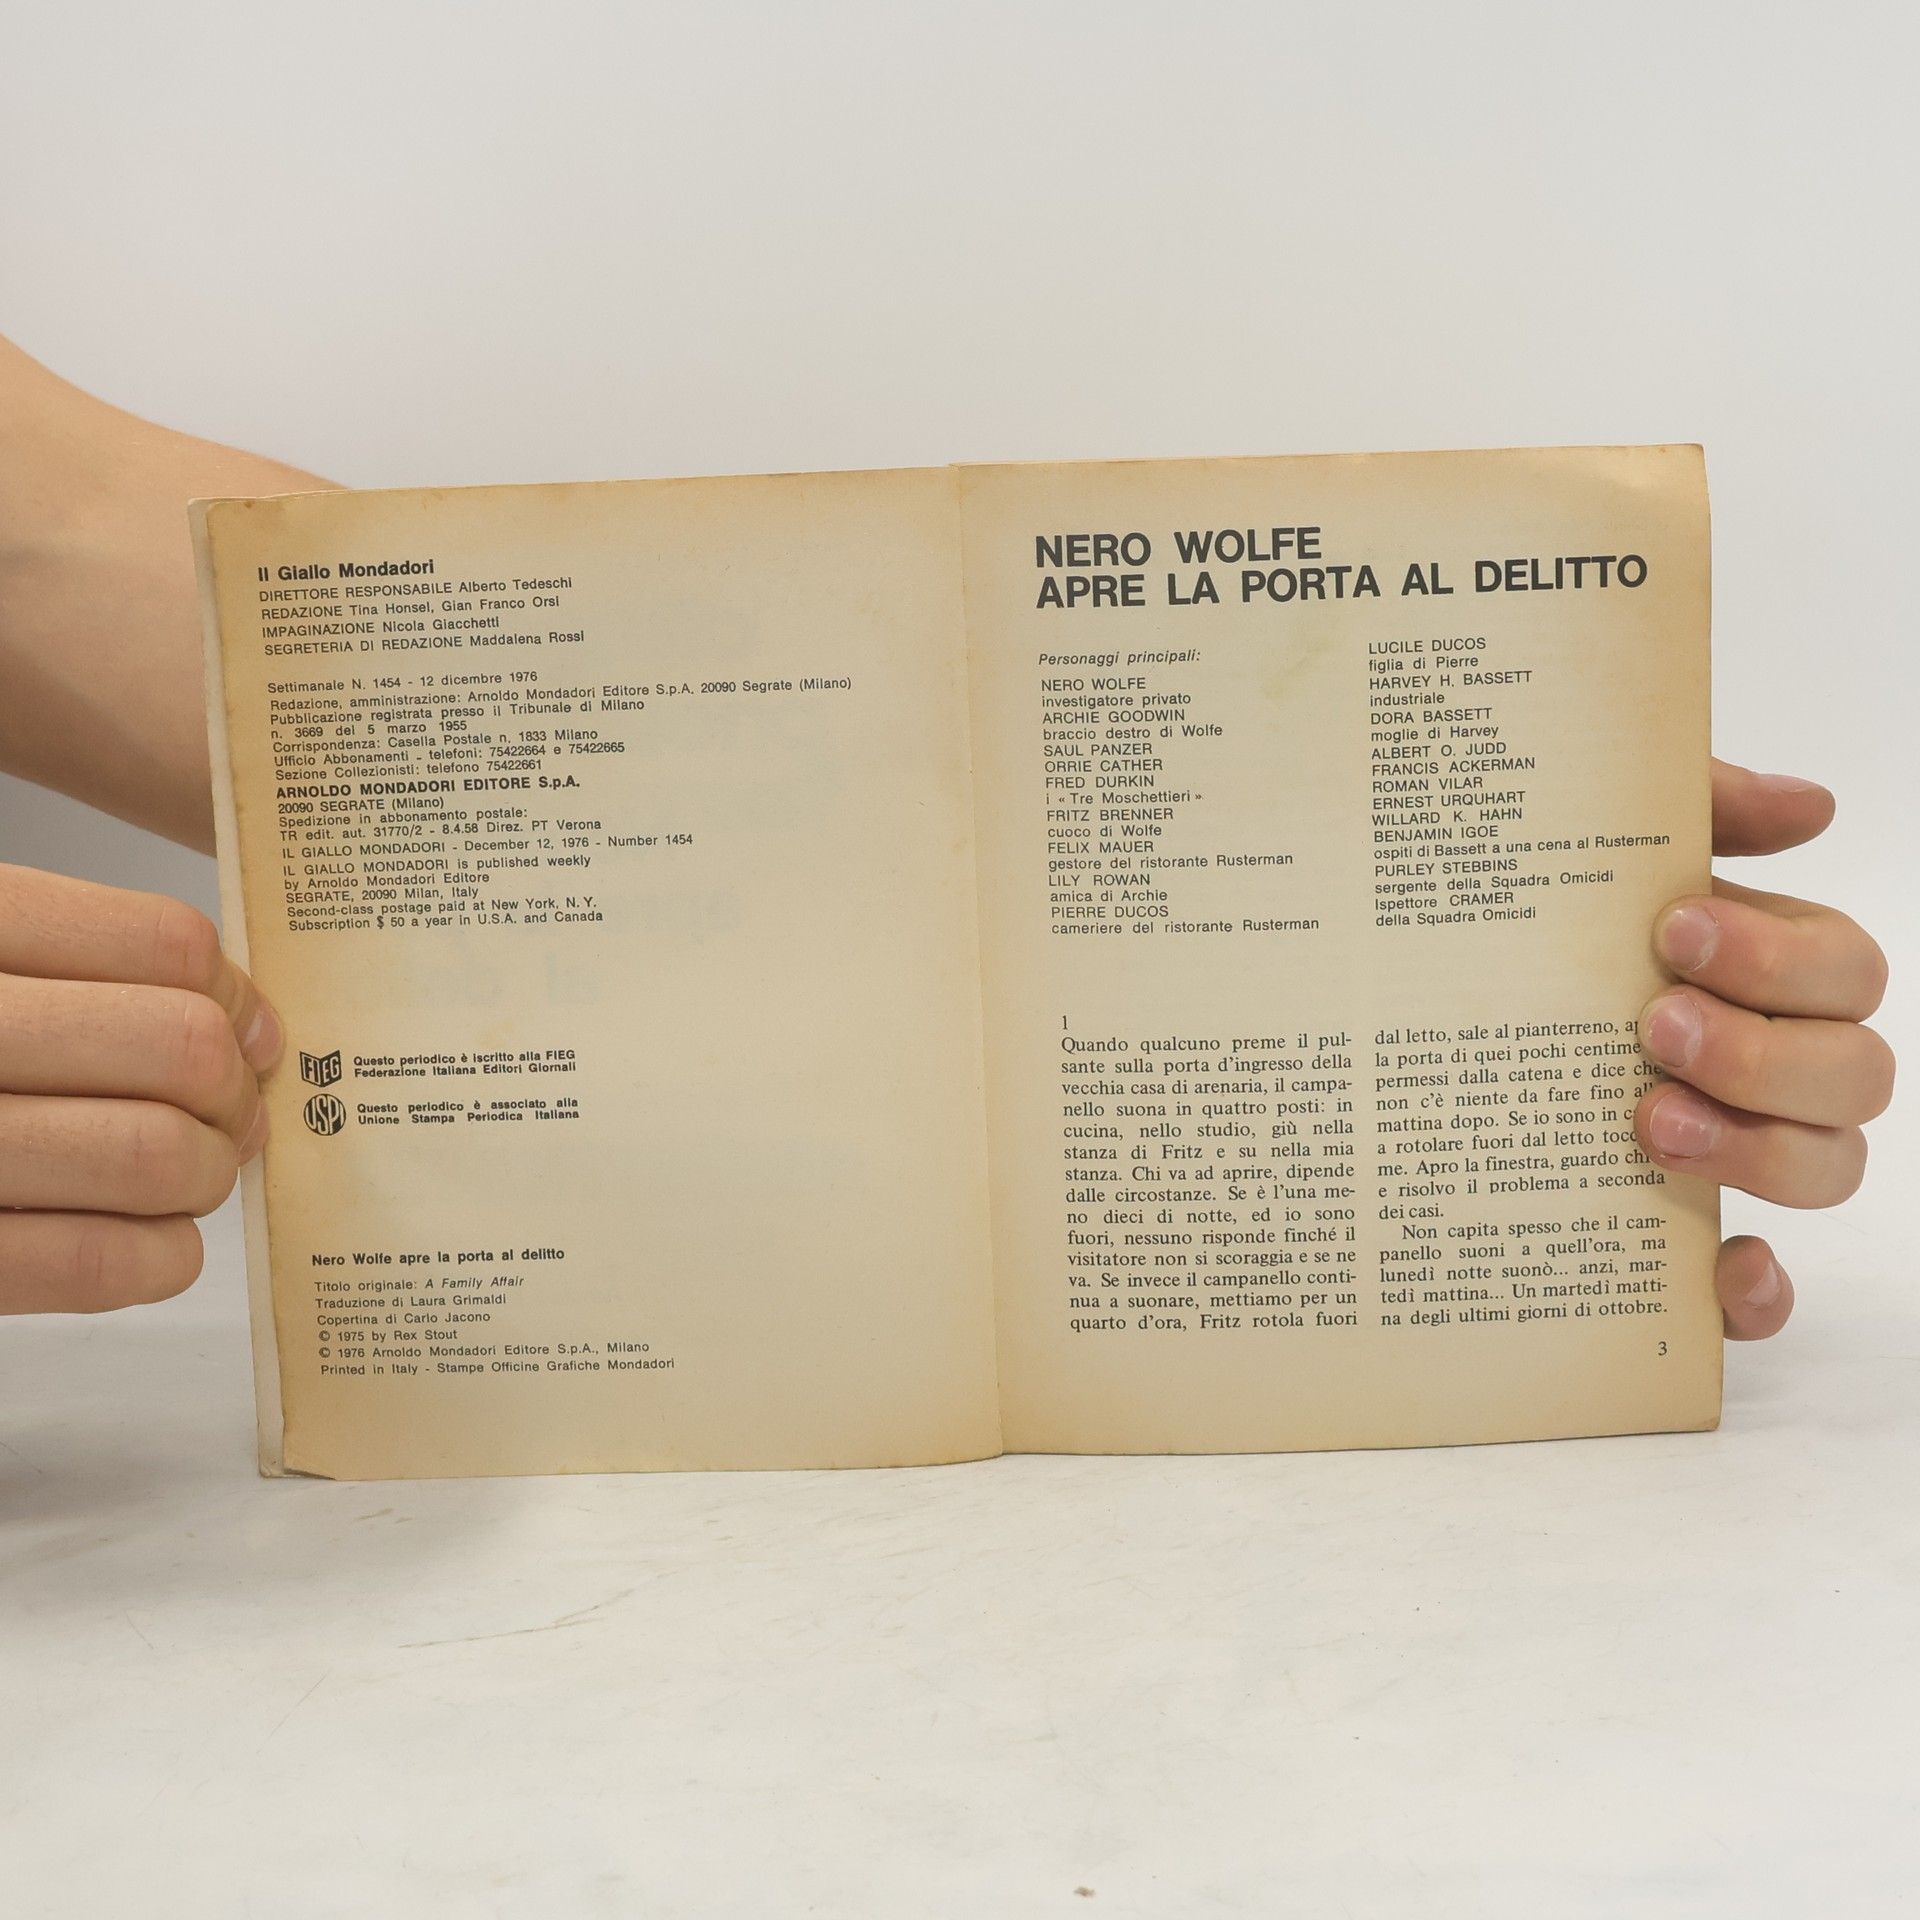 Il Giallo Mondadori
DIRETTORE RESPONSABILE Alberto Tedeschi
REDAZIONE Tina Honsel, Gian Franco Orsi
IMPAGINAZIONE Nicola Giacchetti
SEGRETERIA DI REDAZIONE Maddalena Rossi
Settimanale N. 1454 - 12 dicembre 1976
Redazione, amministrazione: Arnoldo Mondadori Editore S.p.A. 20090 Segrate (Milano)
Pubblicazione registrata presso il Tribunale di Milano
n. 3669 del 5 marzo 1955
Corrispondenza: Casella Postale n. 1833 Milano
Ufficio Abbonamenti - telefoni: 75422664 e 75422665
Sezione Collezionisti: telefono 75422661
ARNOLDO MONDADORI EDITORE S.p.A.
20090 SEGRATE (Milano)
Spedizione in abbonamento postale:
TR edit. aut. 31770/2 - 8.4.58 Direz. PT Verona
IL GIALLO MONDADORI - December 12, 1976 - Number 1454
IL GIALLO MONDADORI is published weekly
by Arnoldo Mondadori Editore
SEGRATE, 20090 Milan, Italy
Second-class postage paid at New York, N.Y.
Subscription $ 50 a year in U.S.A. and Canada
FIEG
Questo periodico è iscritto alla FIEG
Federazione Italiana Editori Giornali
USPI
Questo periodico è associato alla
Unione Stampa Periodica Italiana
Nero Wolfe apre la porta al delitto
Titolo originale: A Family Affair
Traduzione di Laura Grimaldi
Copertina di Carlo Jacono
© 1975 by Rex Stout
© 1976 Arnoldo Mondadori Editore S.p.A., Milano
Printed in Italy - Stampe Officine Grafiche Mondadori
NERO WOLFE
APRE LA PORTA AL DELITTO
Personaggi principali:
NERO WOLFE
investigatore privato
ARCHIE GOODWIN
braccio destro di Wolfe
SAUL PANZER
ORRIE CATHER
FRED DURKIN
i « Tre Moschettieri »
FRITZ BRENNER
cuoco di Wolfe
FELIX MAUER
gestore del ristorante Rusterman
LILY ROWAN
amica di Archie
PIERRE DUCOS
cameriere del ristorante Rusterman
LUCILE DUCOS
figlia di Pierre
HARVEY H. BASSETT
industriale
DORA BASSETT
moglie di Harvey
ALBERT O. JUDD
FRANCIS ACKERMAN
ROMAN VILAR
ERNEST URQUHART
WILLARD K. HAHN
BENJAMIN IGOE
ospiti di Bassett a una cena al Rusterman
PURLEY STEBBINS
sergente della Squadra Omicidi
Ispettore CRAMER
della Squadra Omicidi
1
Quando qualcuno preme il pul-
sante sulla porta d'ingresso della
vecchia casa di arenaria, il campa-
nello suona in quattro posti: in
cucina, nello studio, giù nella
stanza di Fritz e su nella mia
stanza. Chi va ad aprire, dipende
dalle circostanze. Se è l'una me-
no dieci di notte, ed io sono
fuori, nessuno risponde finché il
visitatore non si scoraggia e se ne
va. Se invece il campanello conti-
nua a suonare, mettiamo per un
quarto d'ora, Fritz rotola fuori
dal letto, sale al pianterreno,
la porta di quei pochi
permessi dalla catena e dice che
non c'è niente da fare fino
mattina dopo. Se io sono in
a rotolare fuori dal letto
me. Apro la finestra, guardo
e risolvo il problema a seconda
dei casi.
Non capita spesso che il cam-
panello suoni a quell'ora, ma
lunedì notte suonò... anzi, mar-
tedì mattina... Un martedì matti-
na degli ultimi giorni di ottobre.
3